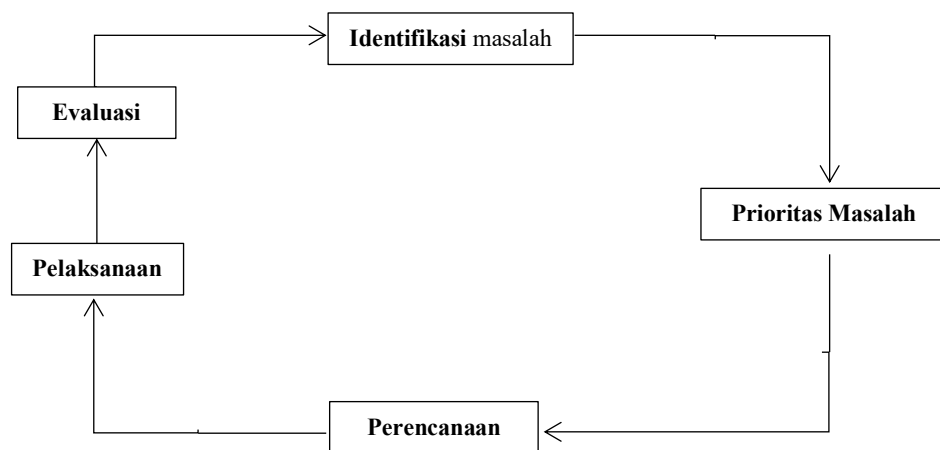 Identifikasi masalah
Evaluasi
Prioritas Masalah
Pelaksanaan
Perencanaan